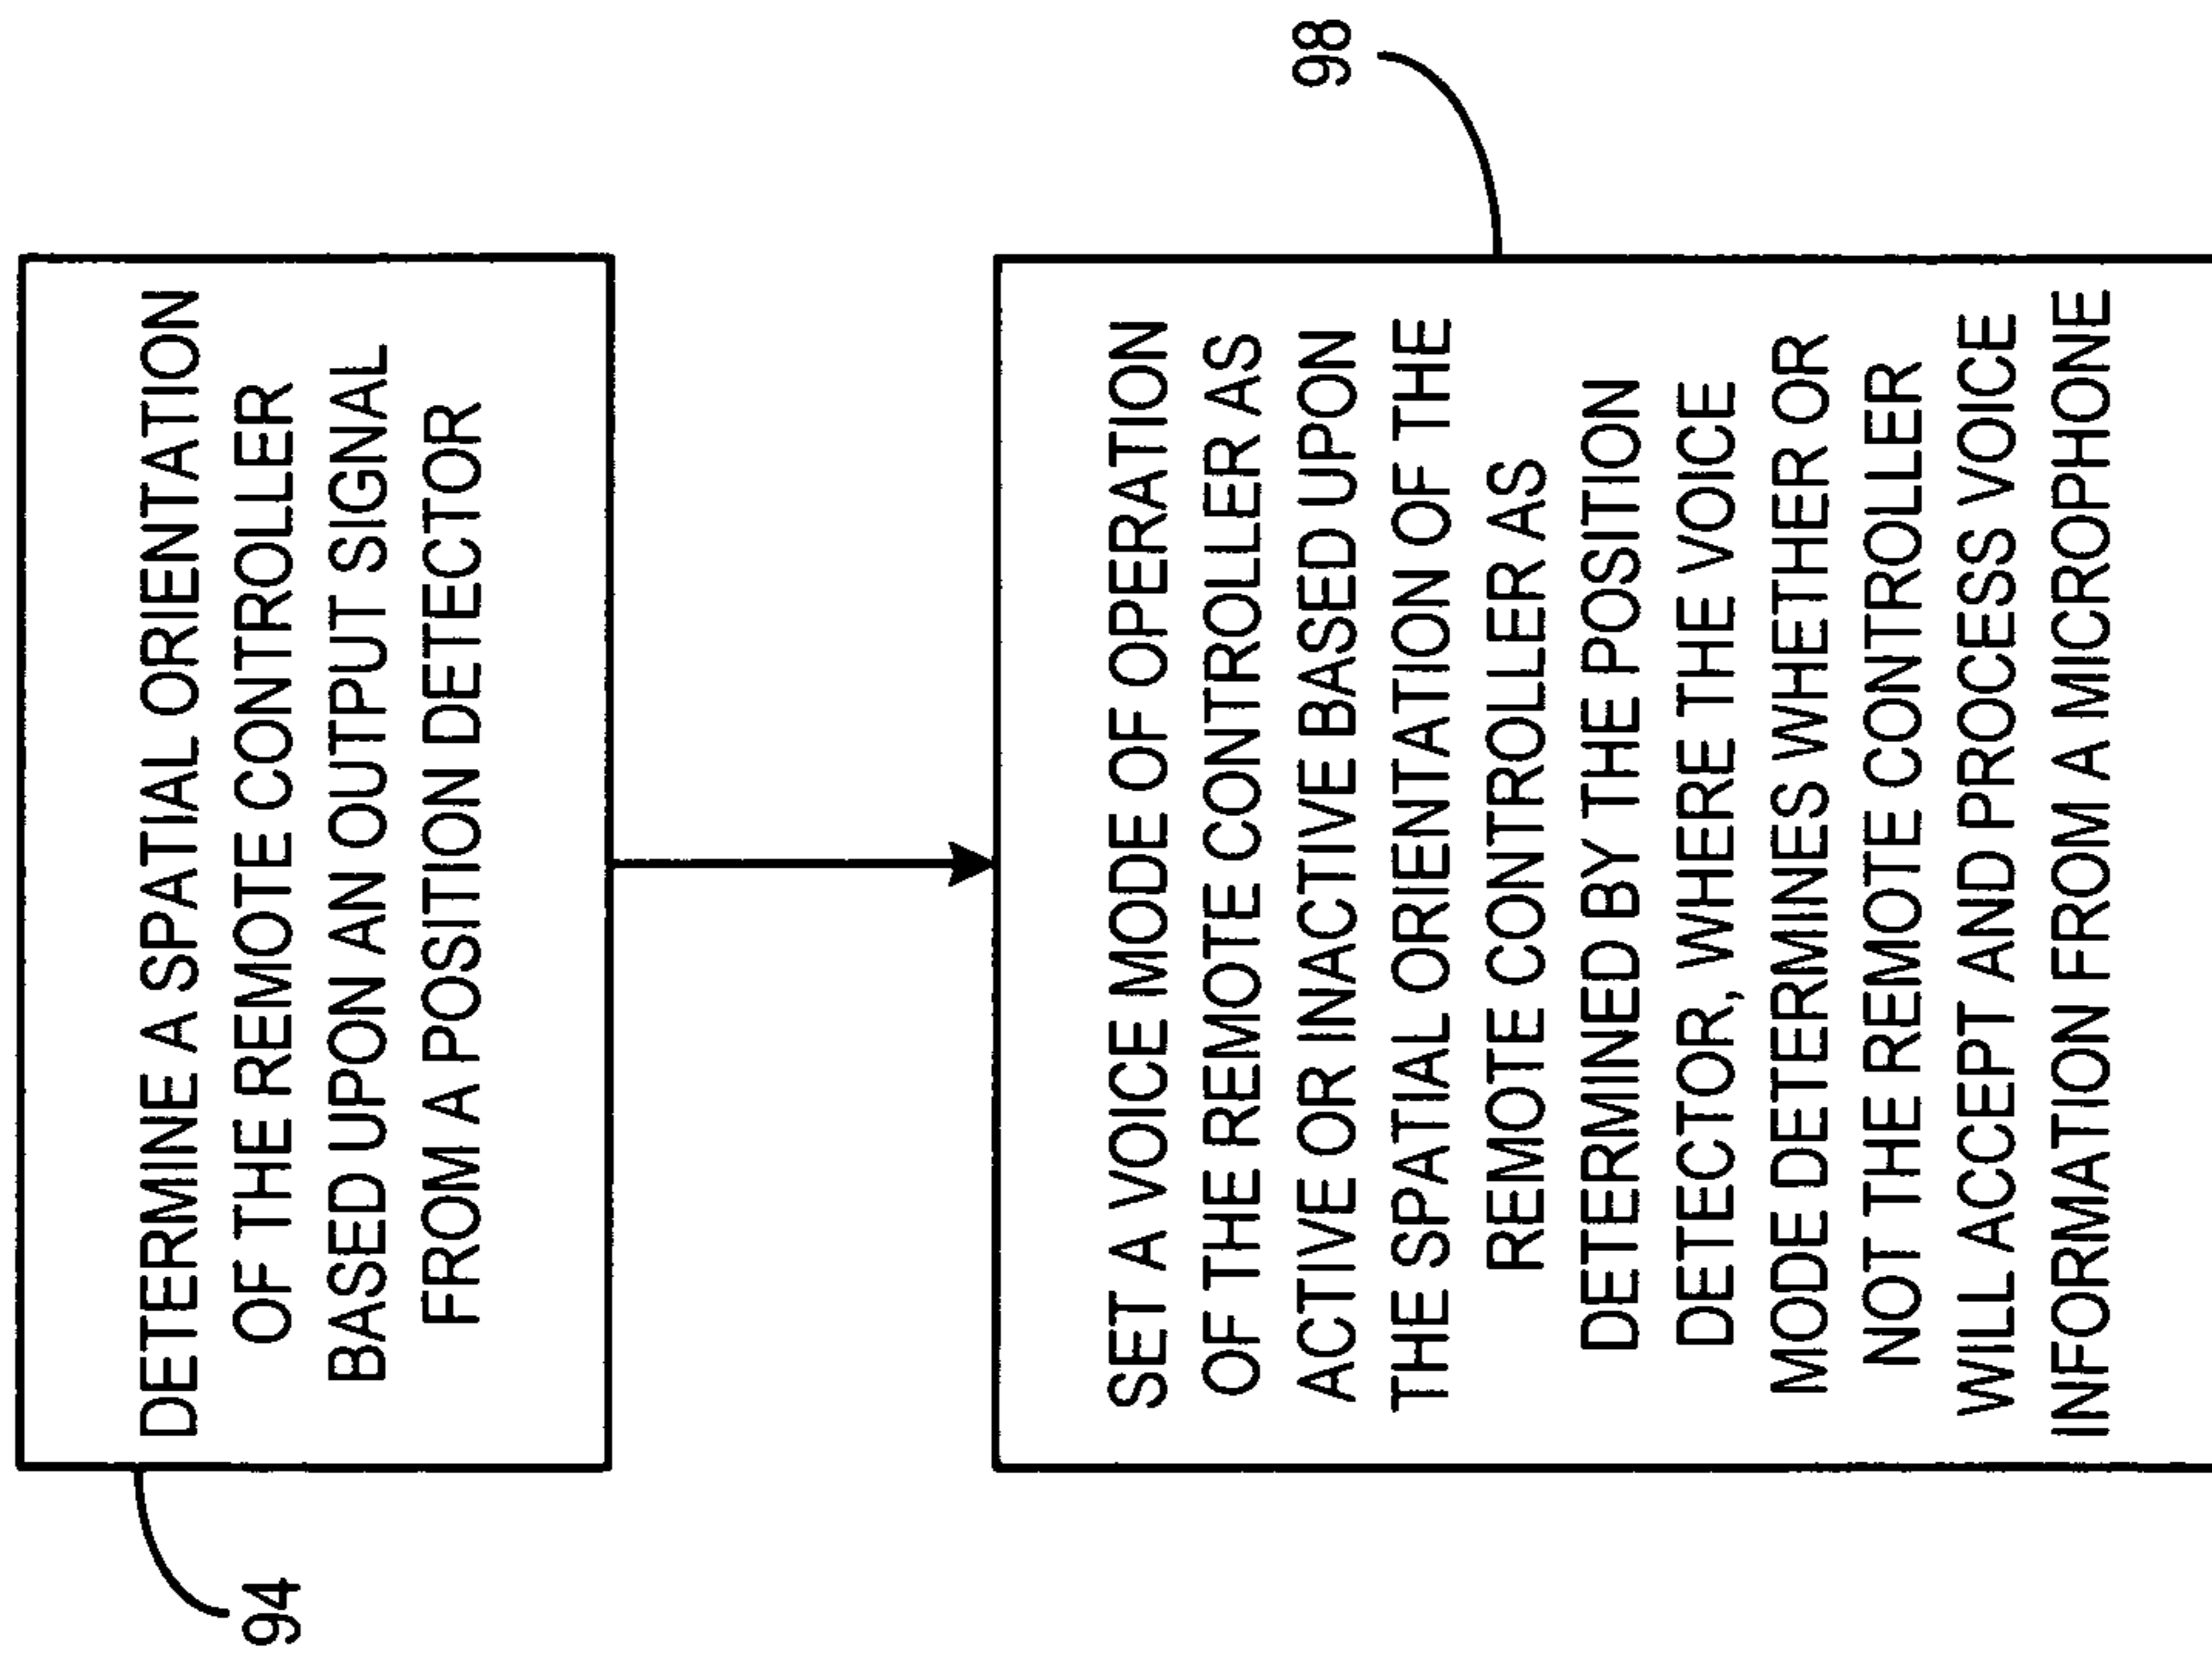 94
DETERMINE A SPATIAL ORIENTATION
OF THE REMOTE CONTROLLER
BASED UPON AN OUTPUT SIGNAL
FROM A POSITION DETECTOR
98
SET A VOICE MODE OF OPERATION
OF THE REMOTE CONTROLLER AS
ACTIVE OR INACTIVE BASED UPON
THE SPATIAL ORIENTATION OF THE
REMOTE CONTROLLER AS
DETERMINED BY THE POSITION
DETECTOR, WHERE THE VOICE
MODE DETERMINES WHETHER OR
NOT THE REMOTE CONTROLLER
WILL ACCEPT AND PROCESS VOICE
INFORMATION FROM A MICROPHONE